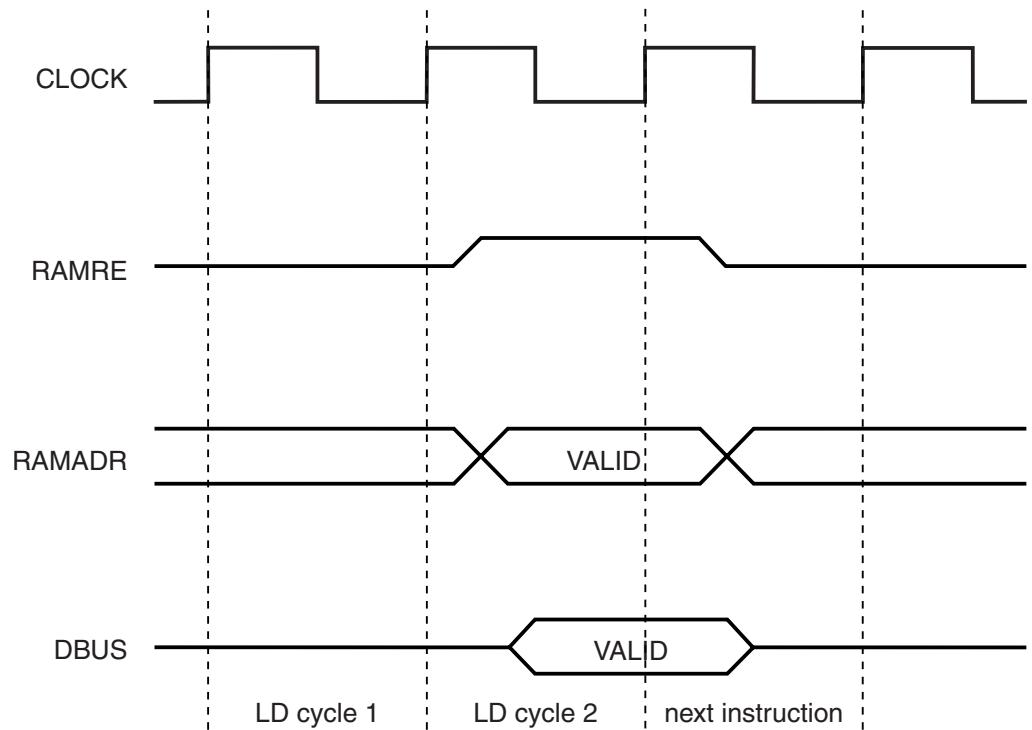 CLOCK
RAMRE
RAMADR
VALID
DBUS
VALID
LD cycle 1
LD cycle 2
next instruction